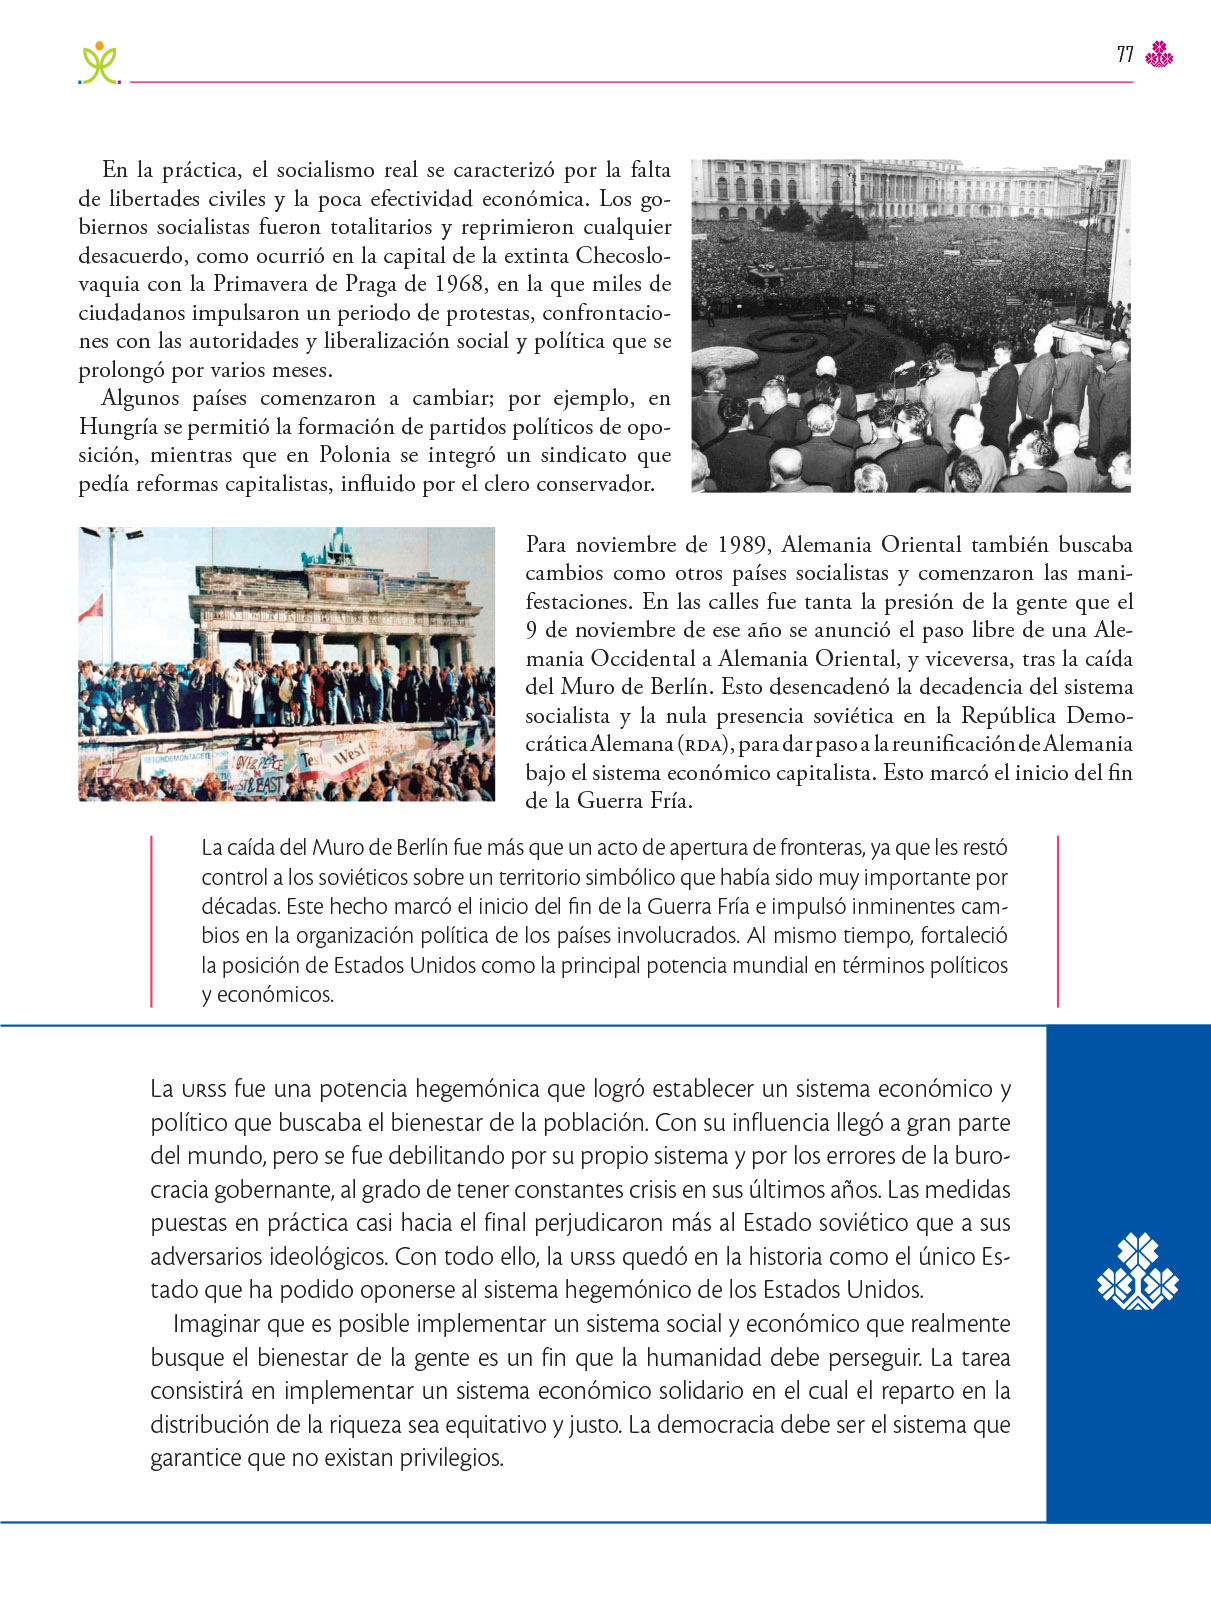 77
En la práctica, el socialismo real se caracterizó por la falta
de libertades civiles y la poca efectividad económica. Los go-
biernos socialistas fueron totalitarios y reprimieron cualquier
desacuerdo, como ocurrió en la capital de la extinta Checoslo-
vaquia con la Primavera de Praga de 1968, en la que miles de
ciudadanos impulsaron un periodo de protestas, confrontacio-
nes con las autoridades y liberalización social y política que se
prolongó por varios meses.
Algunos países comenzaron a cambiar; por ejemplo, en
Hungría se permitió la formación de partidos políticos de opo-
sición, mientras que en Polonia se integró un sindicato que
pedía reformas capitalistas, influido por el clero conservador.
Para noviembre de 1989, Alemania Oriental también buscaba
cambios como otros países socialistas y comenzaron las mani-
festaciones. En las calles fue tanta la presión de la gente que el
9 de noviembre de ese año se anunció el paso libre de una Ale-
mania Occidental a Alemania Oriental, y viceversa, tras la caída
del Muro de Berlín. Esto desencadenó la decadencia del sistema
socialista y la nula presencia soviética en la República Demo-
crática Alemana (RDA), para dar paso a la reunificación de Alemania
bajo el sistema económico capitalista. Esto marcó el inicio del fin
de la Guerra Fría.
La caída del Muro de Berlín fue más que un acto de apertura de fronteras, ya que les restó
control a los soviéticos sobre un territorio simbólico que había sido muy importante por
décadas. Este hecho marcó el inicio del fin de la Guerra Fría e impulsó inminentes cam-
bios en la organización política de los países involucrados. Al mismo tiempo, fortaleció
la posición de Estados Unidos como la principal potencia mundial en términos políticos
y económicos.
La URSS fue una potencia hegemónica que logró establecer un sistema económico y
político que buscaba el bienestar de la población. Con su influencia llegó a gran parte
del mundo, pero se fue debilitando por su propio sistema y por los errores de la buro-
cracia gobernante, al grado de tener constantes crisis en sus últimos años. Las medidas
puestas en práctica casi hacia el final perjudicaron más al Estado soviético que a sus
adversarios ideológicos. Con todo ello, la URSS quedó en la historia como el único Es-
tado que ha podido oponerse al sistema hegemónico de los Estados Unidos.
Imaginar que es posible implementar un sistema social y económico que realmente
busque el bienestar de la gente es un fin que la humanidad debe perseguir. La tarea
consistirá en implementar un sistema económico solidario en el cual el reparto en la
distribución de la riqueza sea equitativo y justo. La democracia debe ser el sistema que
garantice que no existan privilegios.